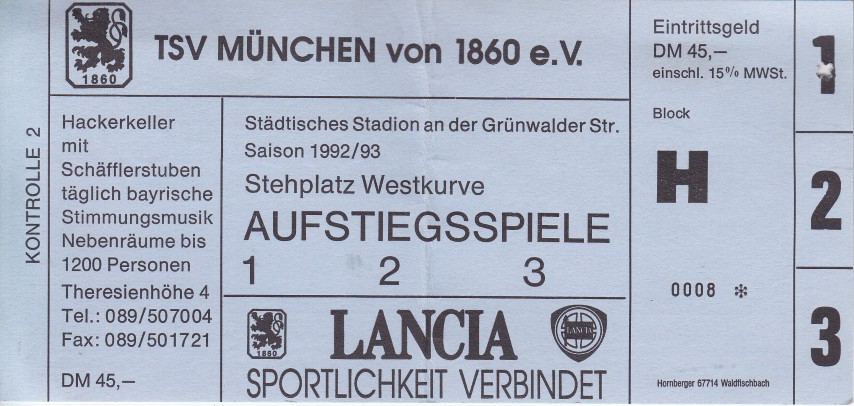 KONTROLLE 2
1860
TSV MÜNCHEN von 1860 e.V.
Hackerkeller
mit
Schäfflerstuben
täglich bayrische
Stimmungsmusik
Nebenräume bis
1200 Personen
Theresienhöhe 4
Tel.: 089/507004
Fax: 089/501721
DM 45,—
Städtisches Stadion an der Grünwalder Str.
Saison 1992/93
Stehplatz Westkurve
AUFSTIEGSSPIELE
1 2 3
1860
LANCIA
LANCIA
SPORTLICHKEIT VERBINDET
Eintrittsgeld
DM 45,—
einschl. 15% MWSt.
Block
H
0008 *
Hornberger 67714 Waldfischbach
1
2
3